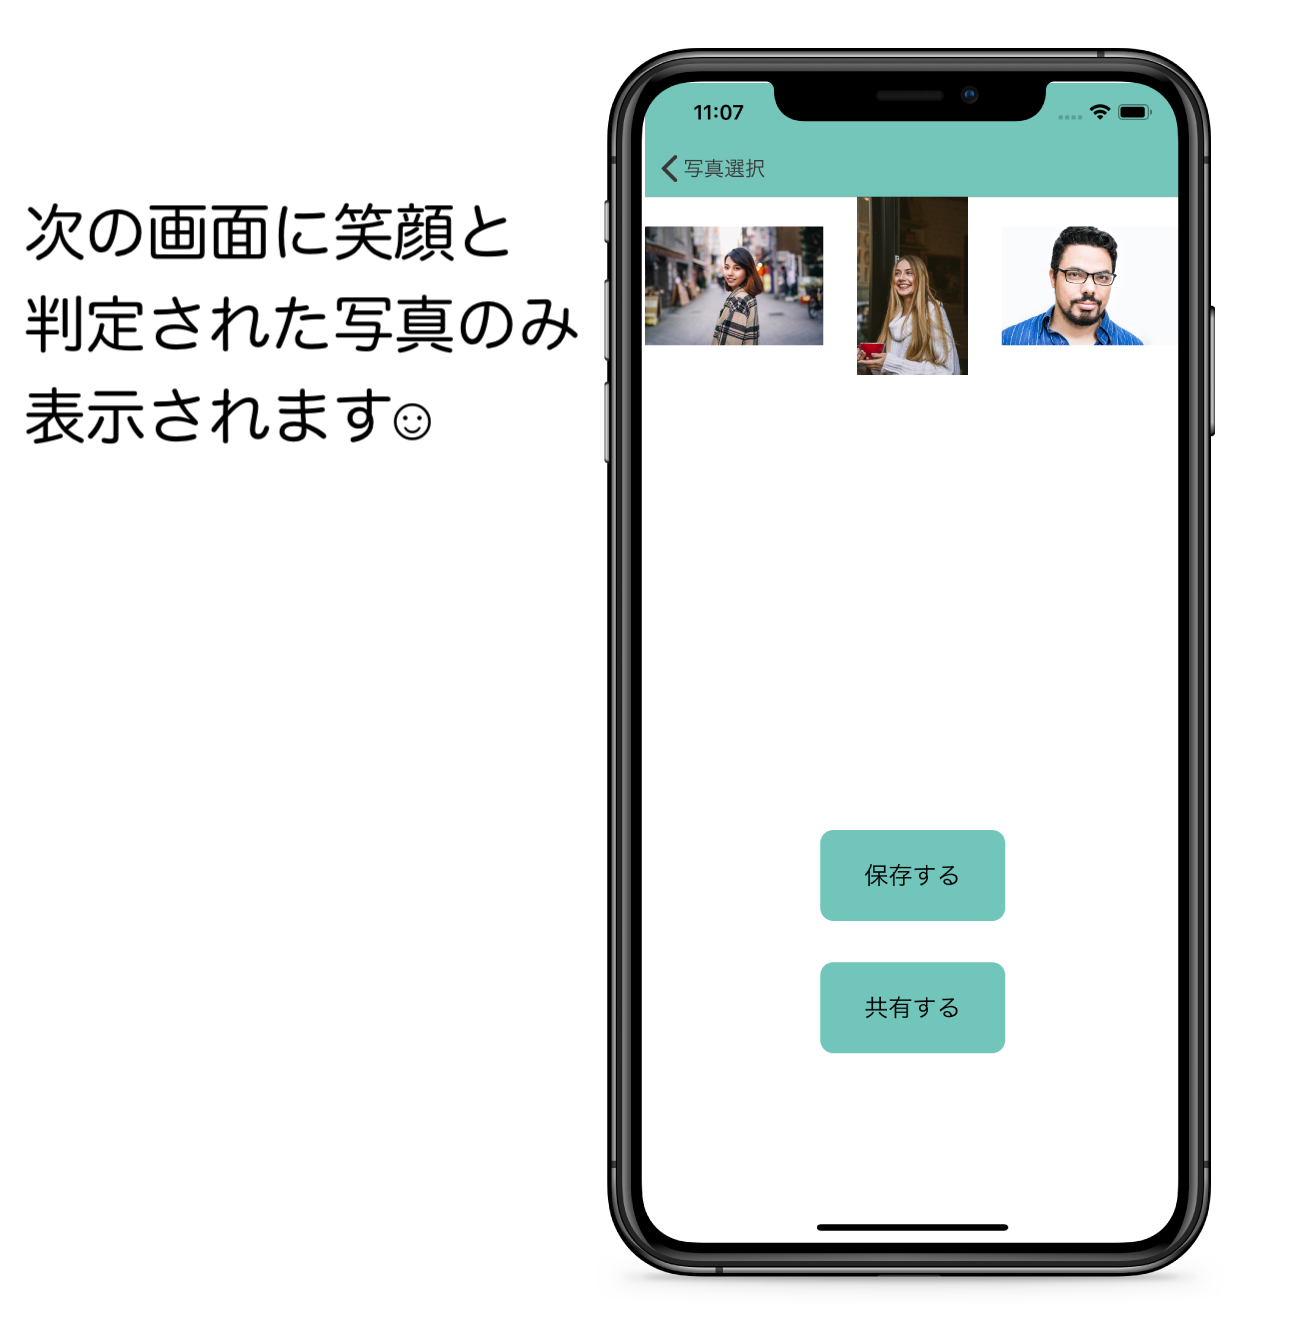 次の画面に笑顔と
判定された写真のみ
表示されます☺
11:07
写真選択
保存する
共有する